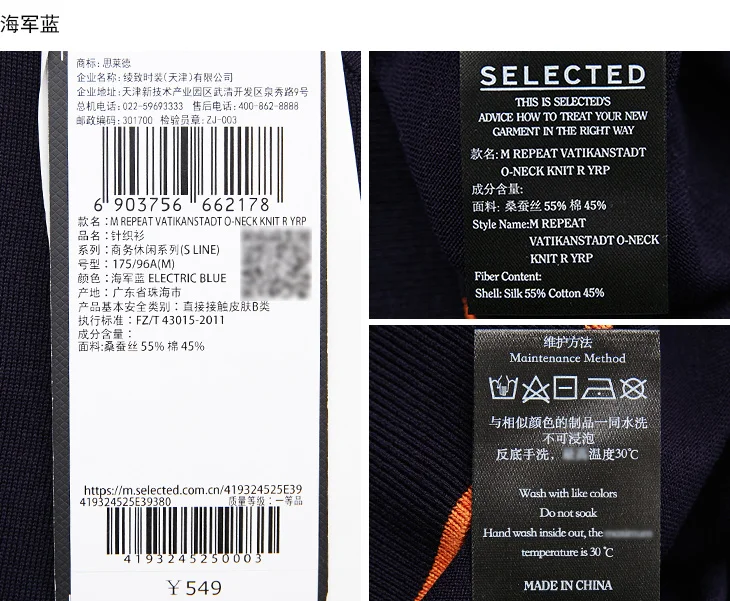 海军蓝
商标: 思莱德
企业名称: 绫致时装(天津)有限公司
企业地址: 天津新技术产业园区武清开发区泉秀路9号
总机电话: 022-59693333 售后电话: 400-862-8888
邮政编码: 301700 检验员章: ZJ-003
6 903756 662178
款名：M REPEAT VATIKANSTADT O-NECK KNIT R YRP
品名：针织衫
系列：商务休闲系列(S LINE)
号型：175/96A(M)
颜色：海军蓝 ELECTRIC BLUE
产地：广东省珠海市
产品基本安全类别：直接接触皮肤B类
执行标准：FZ/T 43015-2011
成分含量：
面料:桑蚕丝 55% 棉 45%
https://m.selected.com.cn/419324525E39
419324525E39380 质量等级：一等品
4193245250003
￥549
SELECTED
THIS IS SELECTED'S
ADVICE HOW TO TREAT YOUR NEW
GARMENT IN THE RIGHT WAY
款名: M REPEAT VATIKANSTADT
O-NECK KNIT R YRP
成分含量:
面料: 桑蚕丝 55% 棉 45%
Style Name:M REPEAT
VATIKANSTADT O-NECK
KNIT R YRP
Fiber Content:
Shell: Silk 55% Cotton 45%
维护方法
Maintenance Method
与相似颜色的制品一同水洗
不可浸泡
反底手洗, 温度30℃
Wash with like colors
Do not soak
Hand wash inside out, the
temperature is 30 ℃
MADE IN CHINA